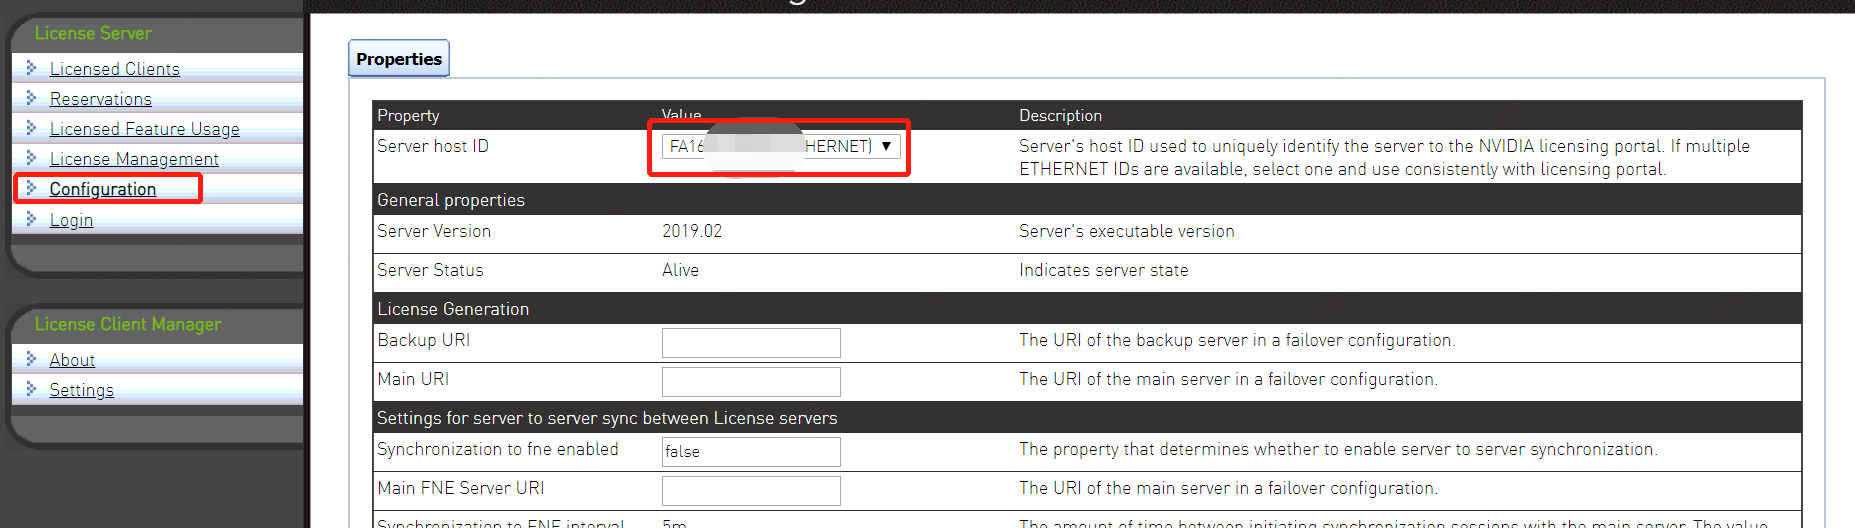 License Server
Licensed Clients
Reservations
Licensed Feature Usage
License Management
Configuration
Login
License Client Manager
About
Settings
Properties
Property Value Description
Server host ID FA16 HERNET) Server's host ID used to uniquely identify the server to the NVIDIA licensing portal. If multiple
ETHERNET IDs are available, select one and use consistently with licensing portal.
General properties
Server Version 2019.02 Server's executable version
Server Status Alive Indicates server state
License Generation
Backup URI The URI of the backup server in a failover configuration.
Main URI The URI of the main server in a failover configuration.
Settings for server to server sync between License servers
Synchronization to fne enabled false The property that determines whether to enable server to server synchronization.
Main FNE Server URI The URI of the main server in a failover configuration.
Synchronization to FNE interval 5m The amount of time between initiating synchronization sessions with the main server. The value